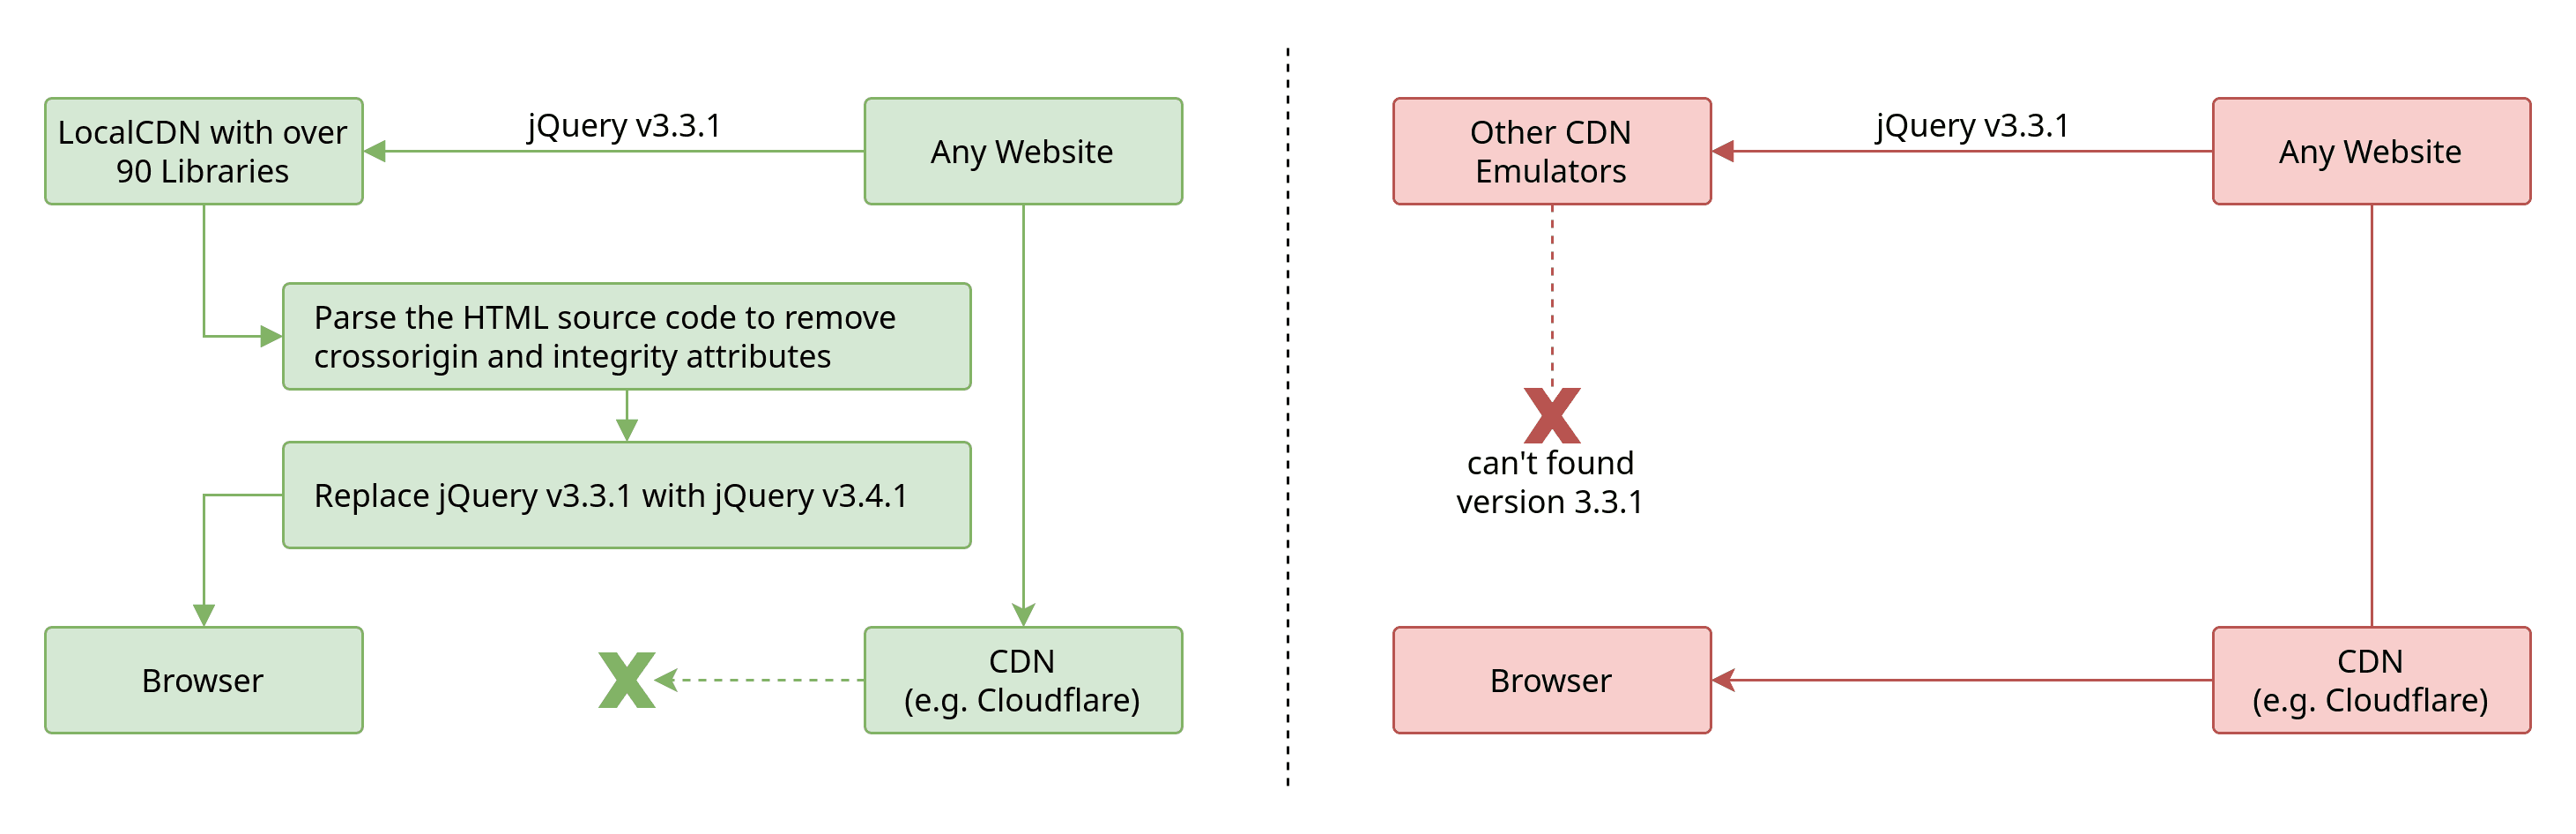 LocalCDN with over
90 Libraries
jQuery v3.3.1
Any Website
Parse the HTML source code to remove
crossorigin and integrity attributes
Replace jQuery v3.3.1 with jQuery v3.4.1
Browser
CDN
(e.g. Cloudflare)
Other CDN
Emulators
jQuery v3.3.1
Any Website
can't found
version 3.3.1
Browser
CDN
(e.g. Cloudflare)